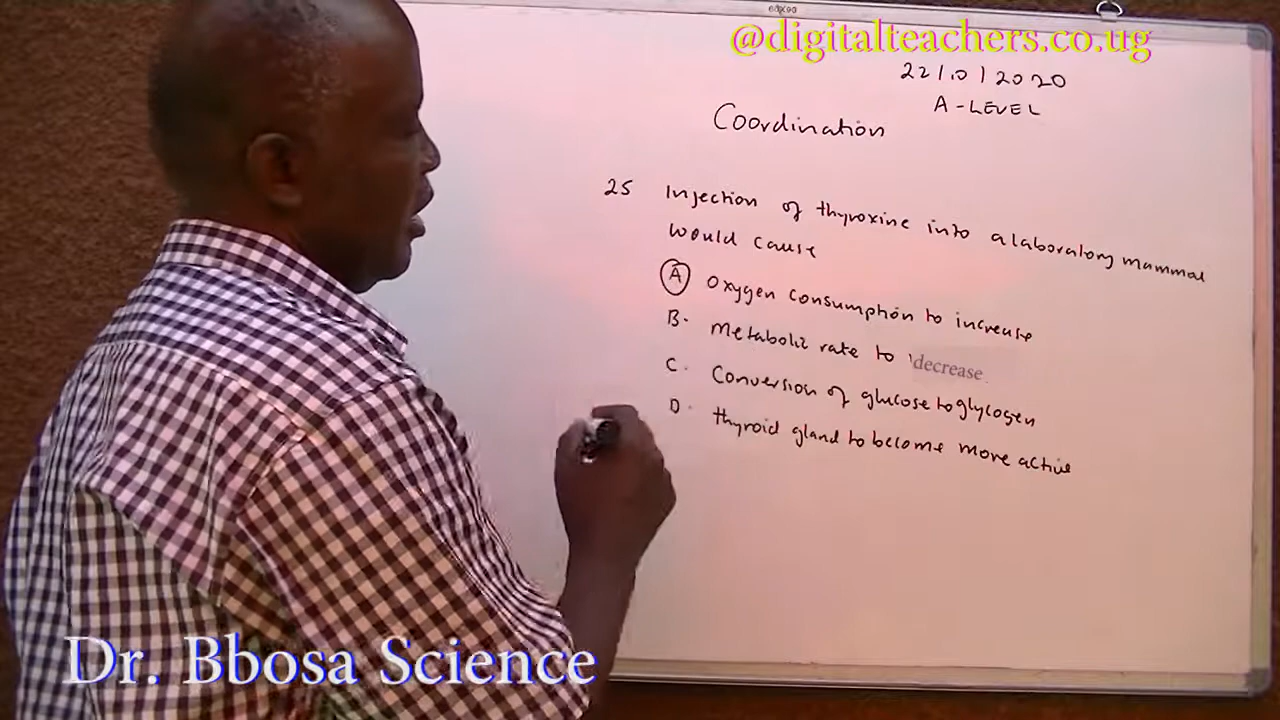 @digitalteachers.co.ug
22/10/2020
A-LEVEL
Coordination
25 Injection of thyroxine into a laboratory mammal
would cause
A Oxygen consumption to increase
B. Metabolic rate to decrease
C. Conversion of glucose to glycogen
D. thyroid gland to become more active
Dr. Bbosa Science